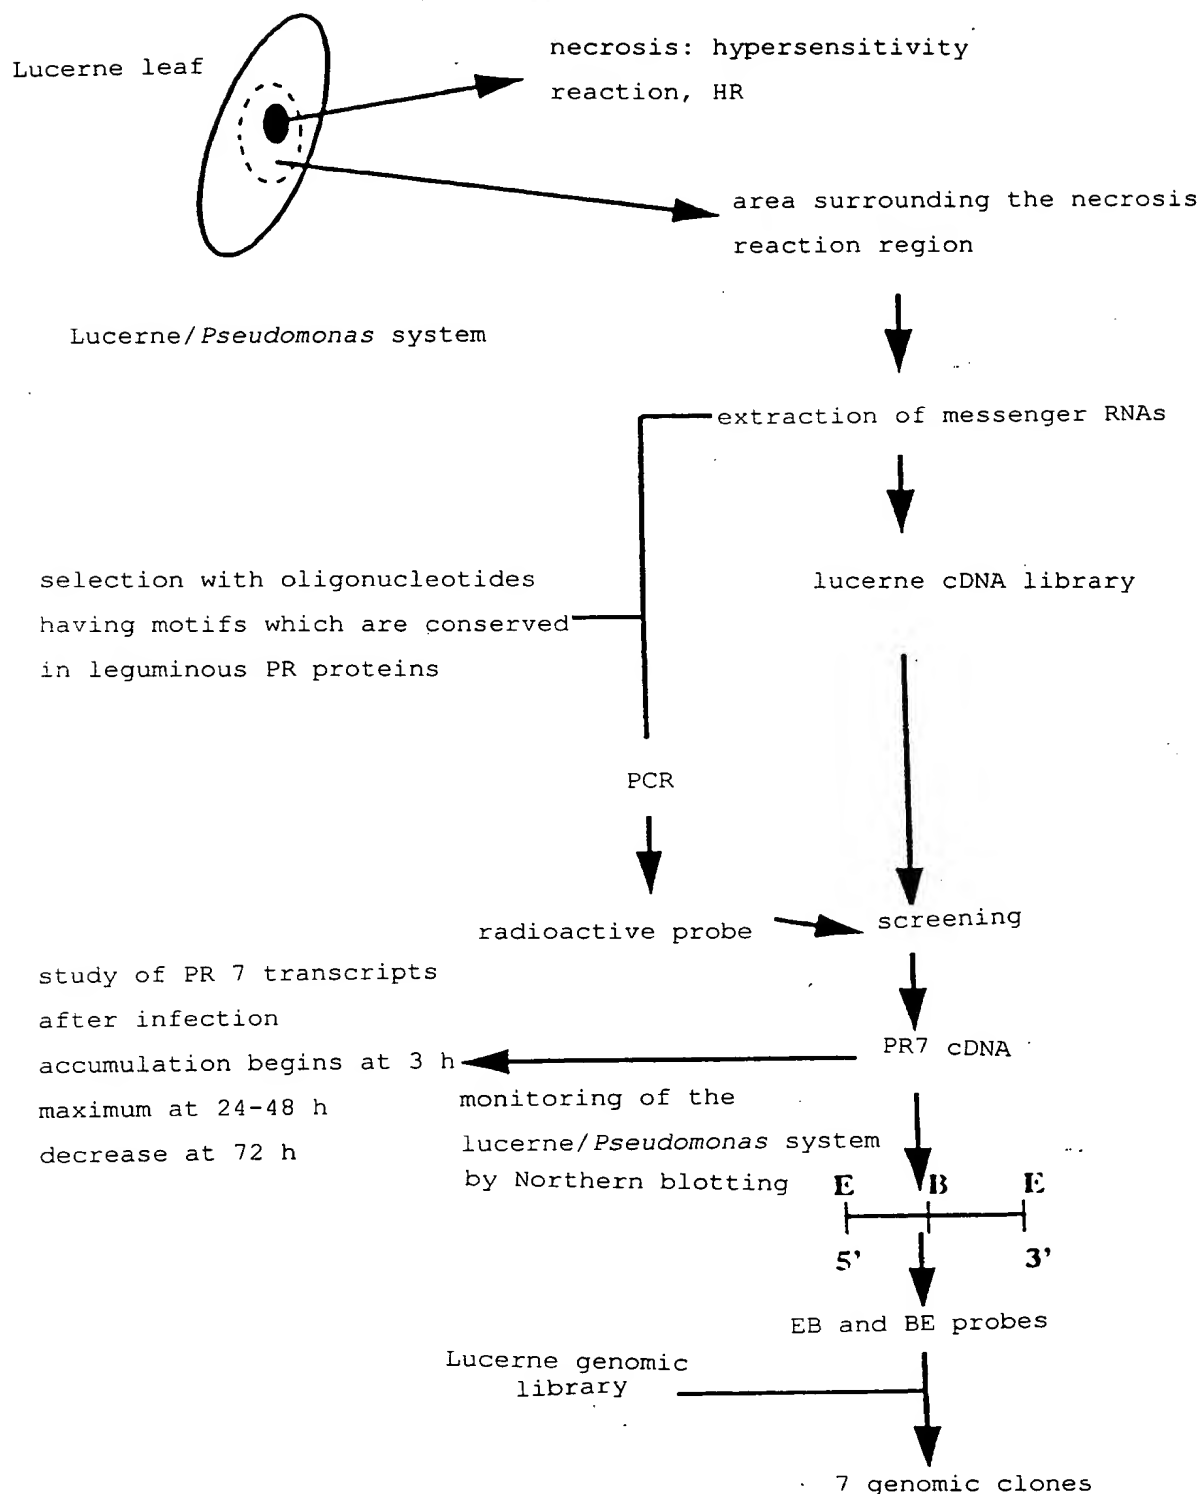 Lucerne leaf
necrosis: hypersensitivity
reaction, HR
area surrounding the necrosis
reaction region
Lucerne/Pseudomonas system
extraction of messenger RNAs
selection with oligonucleotides
having motifs which are conserved
in leguminous PR proteins
lucerne cDNA library
PCR
radioactive probe
screening
study of PR 7 transcripts
after infection
accumulation begins at 3 h
maximum at 24-48 h
decrease at 72 h
PR7 cDNA
monitoring of the
lucerne/Pseudomonas system
by Northern blotting
E B E
5' 3'
EB and BE probes
Lucerne genomic
library
7 genomic clones